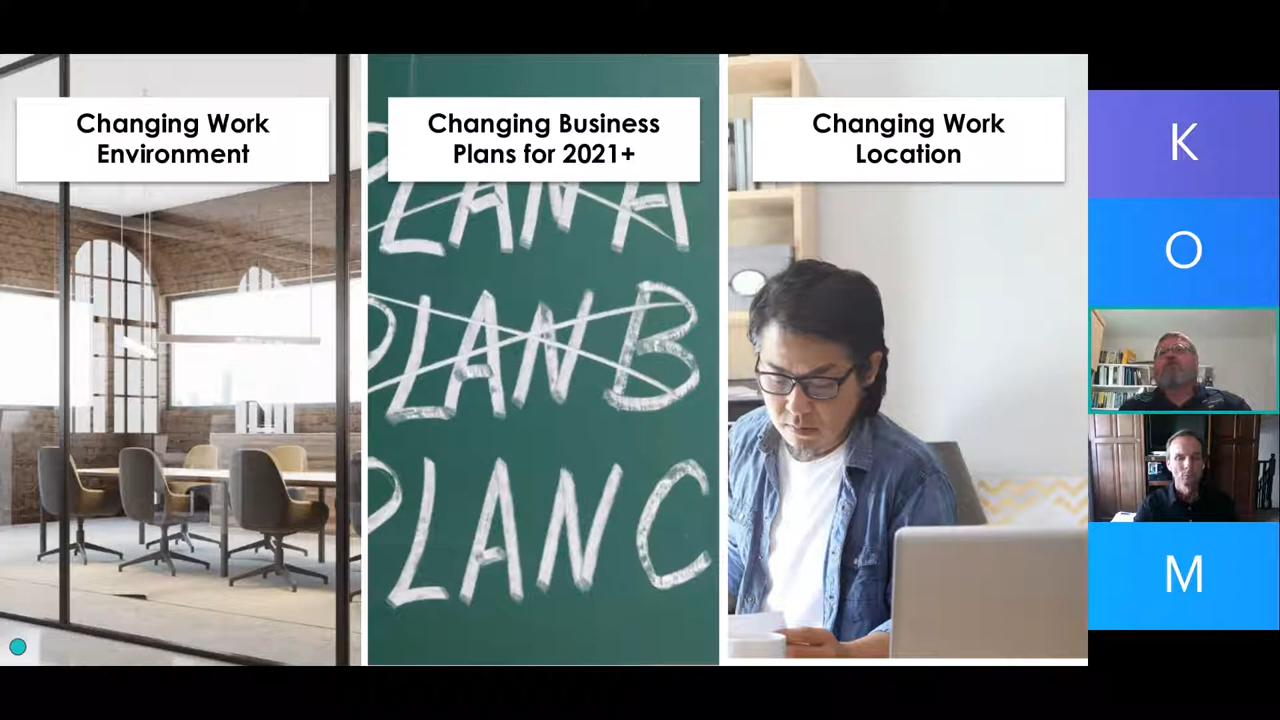 Changing Work
Environment
Changing Business
Plans for 2021+
Changing Work
Location
PLAN A
PLAN B
PLAN C
K
O
M